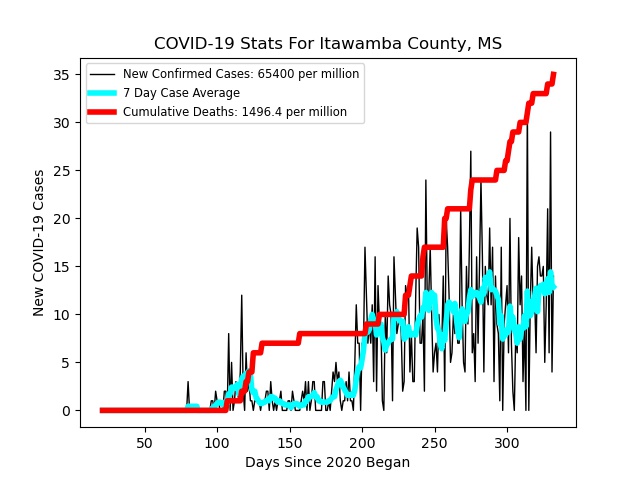 COVID-19 Stats For Itawamba County, MS
New Confirmed Cases: 65400 per million
7 Day Case Average
Cumulative Deaths: 1496.4 per million
New COVID-19 Cases
35
30
25
20
15
10
5
0
50
100
150
200
250
300
Days Since 2020 Began